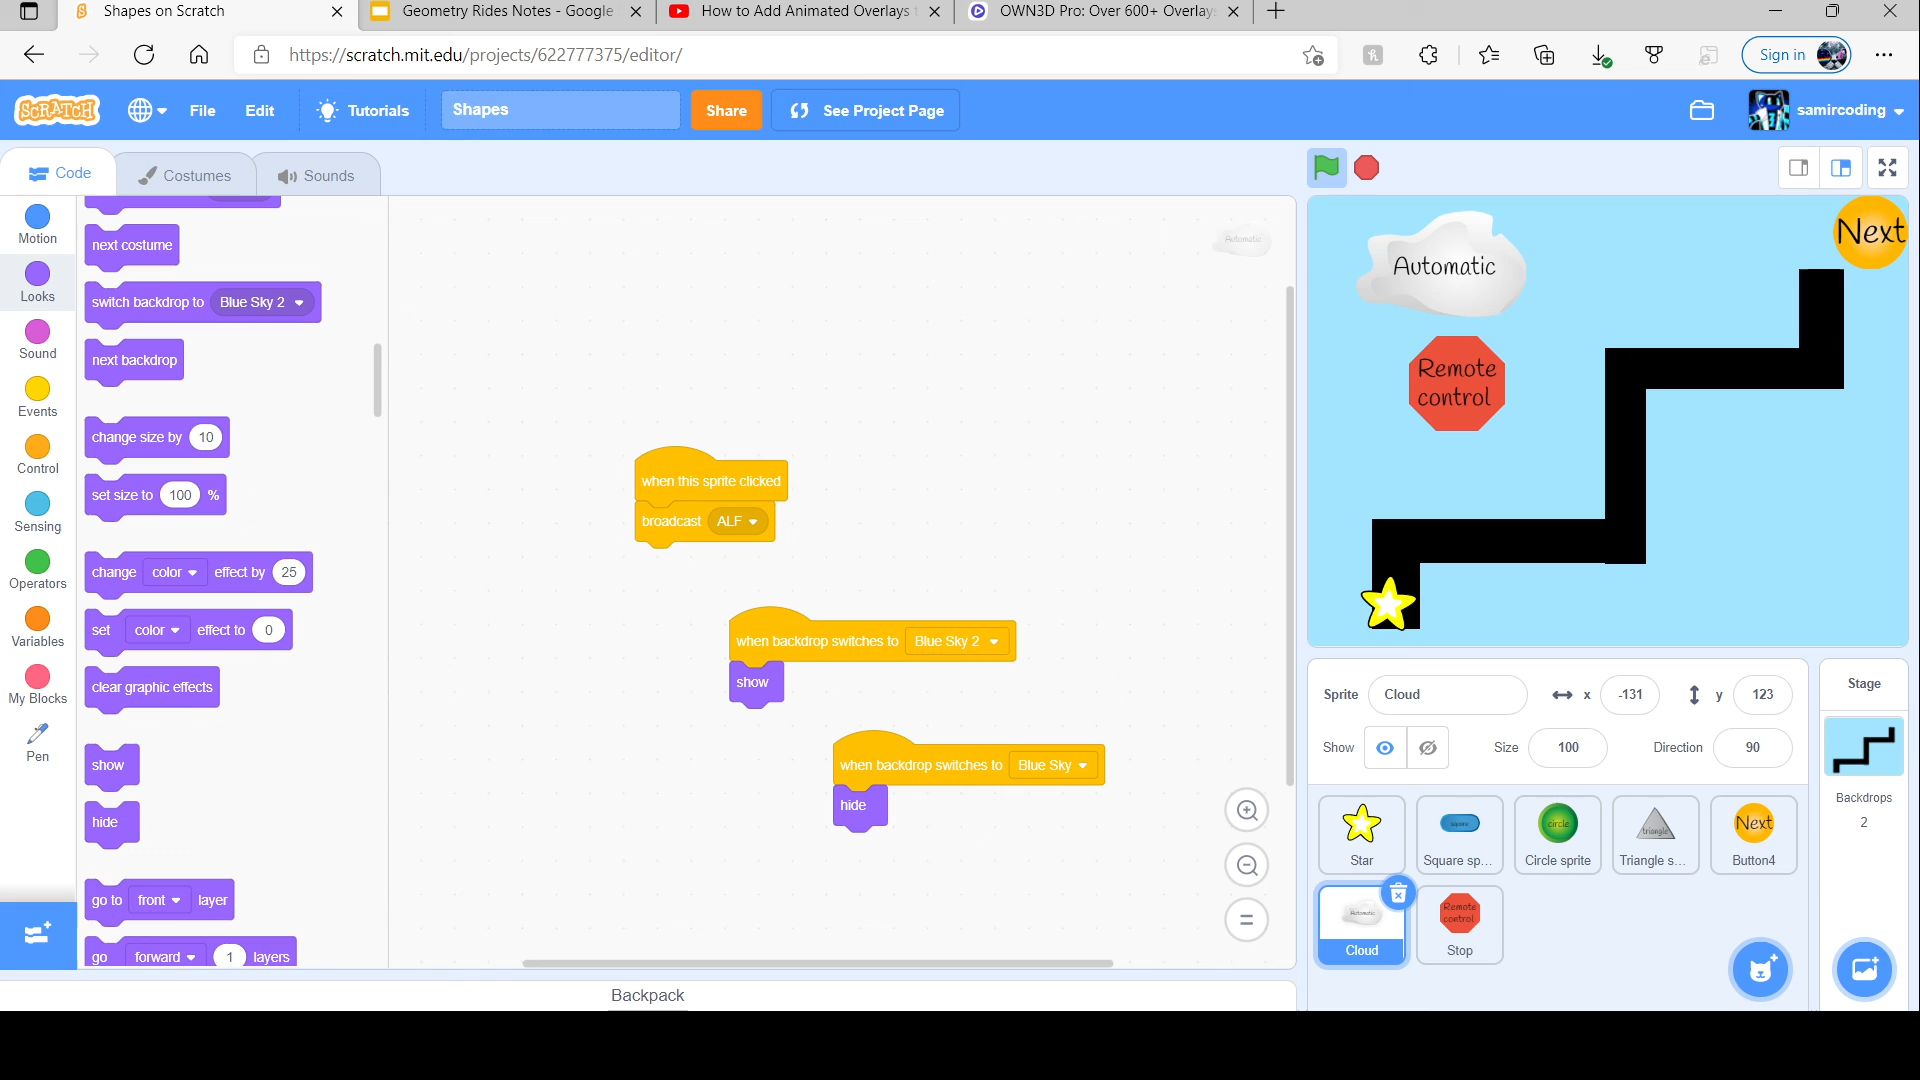 Shapes on Scratch
Geometry Rides Notes - Google
How to Add Animated Overlays
OWN3D Pro: Over 600+ Overlay
https://scratch.mit.edu/projects/622777375/editor/
Sign in
SCRATCH
File
Edit
Tutorials
Shapes
Share
See Project Page
samircoding
Code
Costumes
Sounds
Motion
Looks
Sound
Events
Control
Sensing
Operators
Variables
My Blocks
Pen
next costume
switch backdrop to Blue Sky 2
next backdrop
change size by 10
set size to 100 %
change color effect by 25
set color effect to 0
clear graphic effects
show
hide
go to front layer
go forward 1 layers
Automatic
when this sprite clicked
broadcast ALF
when backdrop switches to Blue Sky 2
show
when backdrop switches to Blue Sky
hide
Backpack
Automatic
Next
Remote
control
Sprite Cloud x -131 y 123
Show Size 100 Direction 90
Stage
Backdrops
2
square
circle
triangle
Next
Star
Square sp...
Circle sprite
Triangle s...
Button4
Automatic
Remote
control
Cloud
Stop